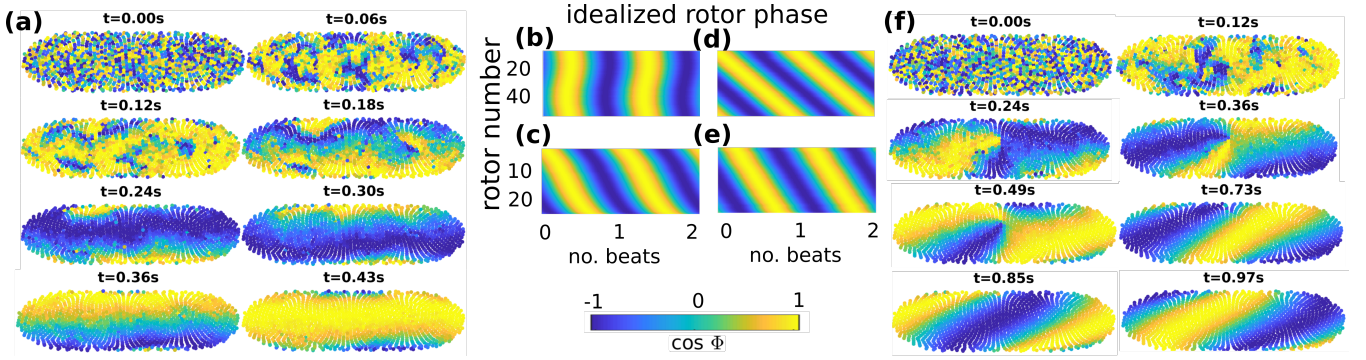 (a)
t=0.00s
t=0.06s
t=0.12s
t=0.18s
t=0.24s
t=0.30s
t=0.36s
t=0.43s
idealized rotor phase
rotor number
(b)
20
40
(d)
(c)
10
20
(e)
0
1
2
no. beats
0
1
2
no. beats
-1
0
1
cos Φ
(f)
t=0.00s
t=0.12s
t=0.24s
t=0.36s
t=0.49s
t=0.73s
t=0.85s
t=0.97s